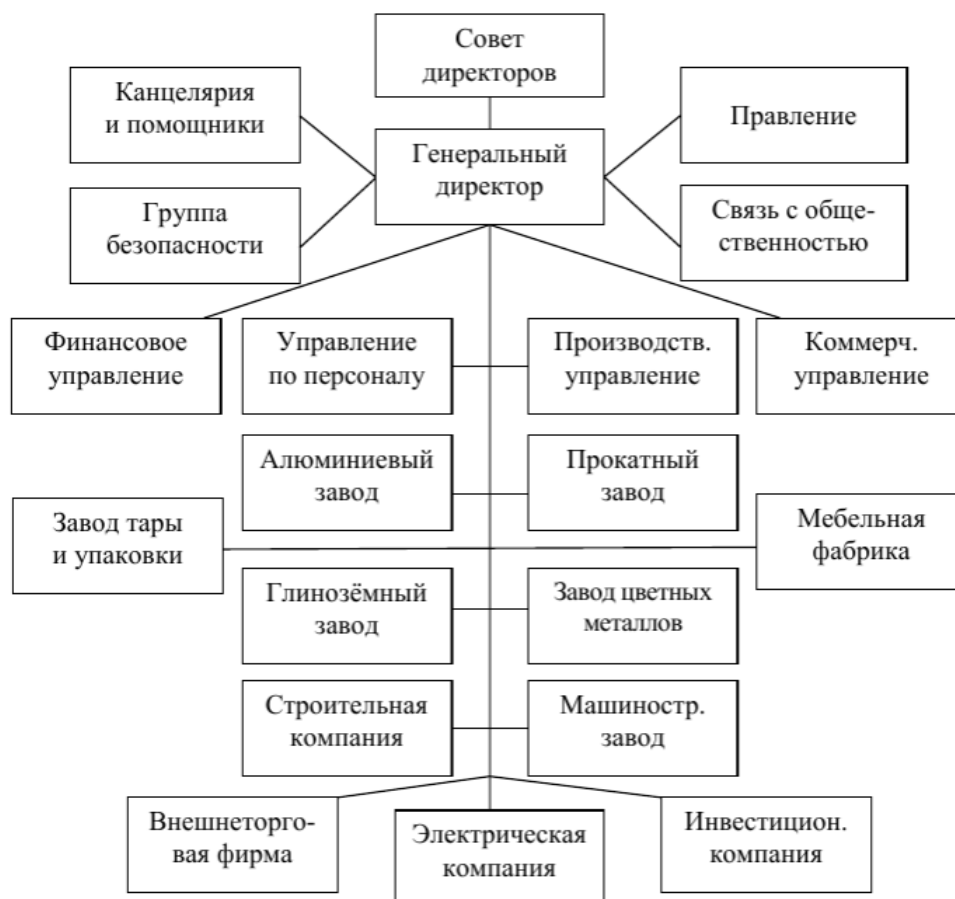 Совет
директоров
Канцелярия
и помощники
Генеральный
директор
Правление
Группа
безопасности
Связь с обще-
ственностью
Финансовое
управление
Управление
по персоналу
Производств.
управление
Коммерч.
управление
Алюминиевый
завод
Прокатный
завод
Завод тары
и упаковки
Мебельная
фабрика
Глинозёмный
завод
Завод цветных
металлов
Строительная
компания
Машиностр.
завод
Внешнеторго-
вая фирма
Электрическая
компания
Инвестицион.
компания